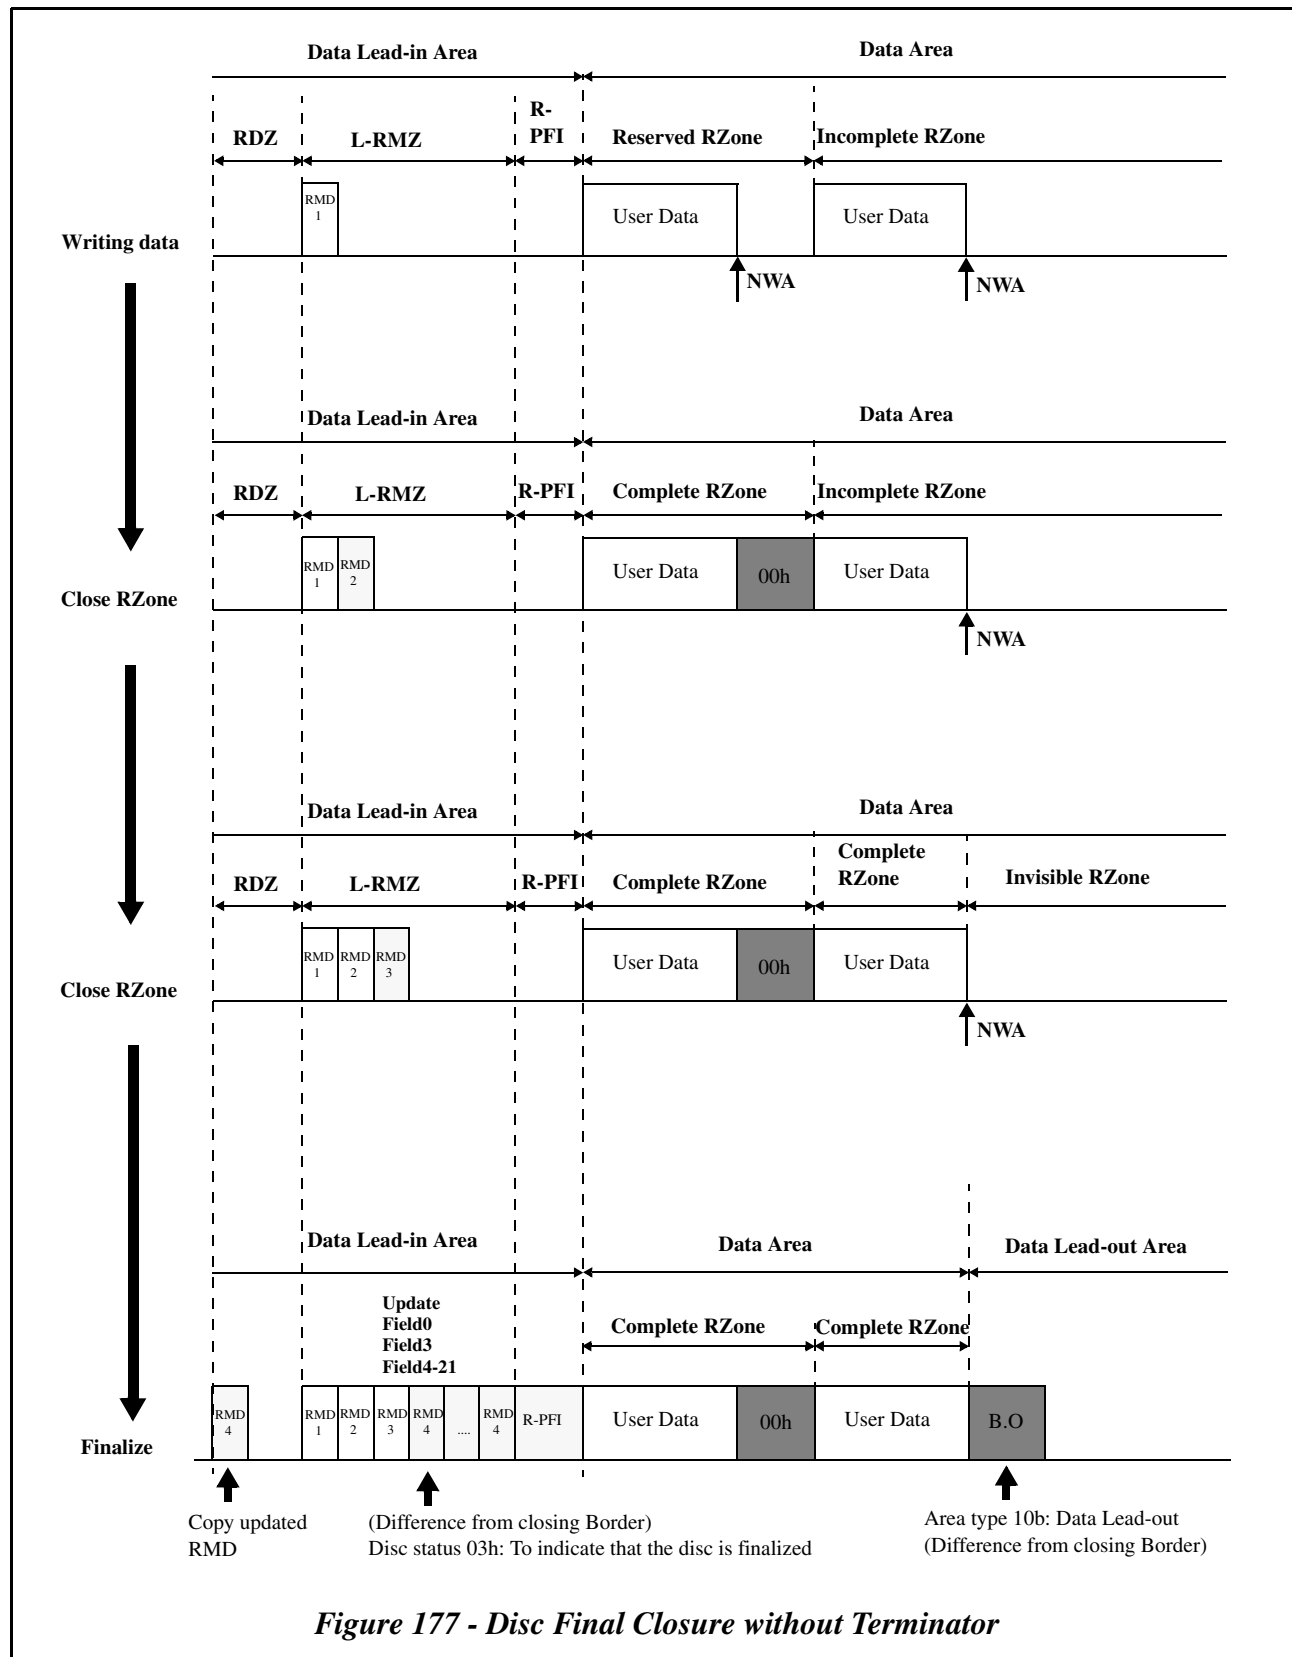 Data Lead-in Area Data Area
R-
PFI
RDZ L-RMZ Reserved RZone Incomplete RZone
RMD
1
User Data User Data
Writing data
NWA NWA
Data Lead-in Area Data Area
RDZ L-RMZ R-PFI Complete RZone Incomplete RZone
RMD RMD
1 2
User Data 00h User Data
Close RZone
NWA
Data Lead-in Area Data Area
Complete
RZone
RDZ L-RMZ R-PFI Complete RZone Invisible RZone
RMD RMD RMD
1 2 3
User Data 00h User Data
Close RZone
NWA
Data Lead-in Area Data Area Data Lead-out Area
Update
Field0
Field3
Field4-21
Complete RZone Complete RZone
RMD RMD RMD RMD RMD RMD
4 1 2 3 4 .... 4
R-PFI User Data 00h User Data B.O
Finalize
Copy updated
RMD
(Difference from closing Border)
Disc status 03h: To indicate that the disc is finalized
Area type 10b: Data Lead-out
(Difference from closing Border)
Figure 177 - Disc Final Closure without Terminator